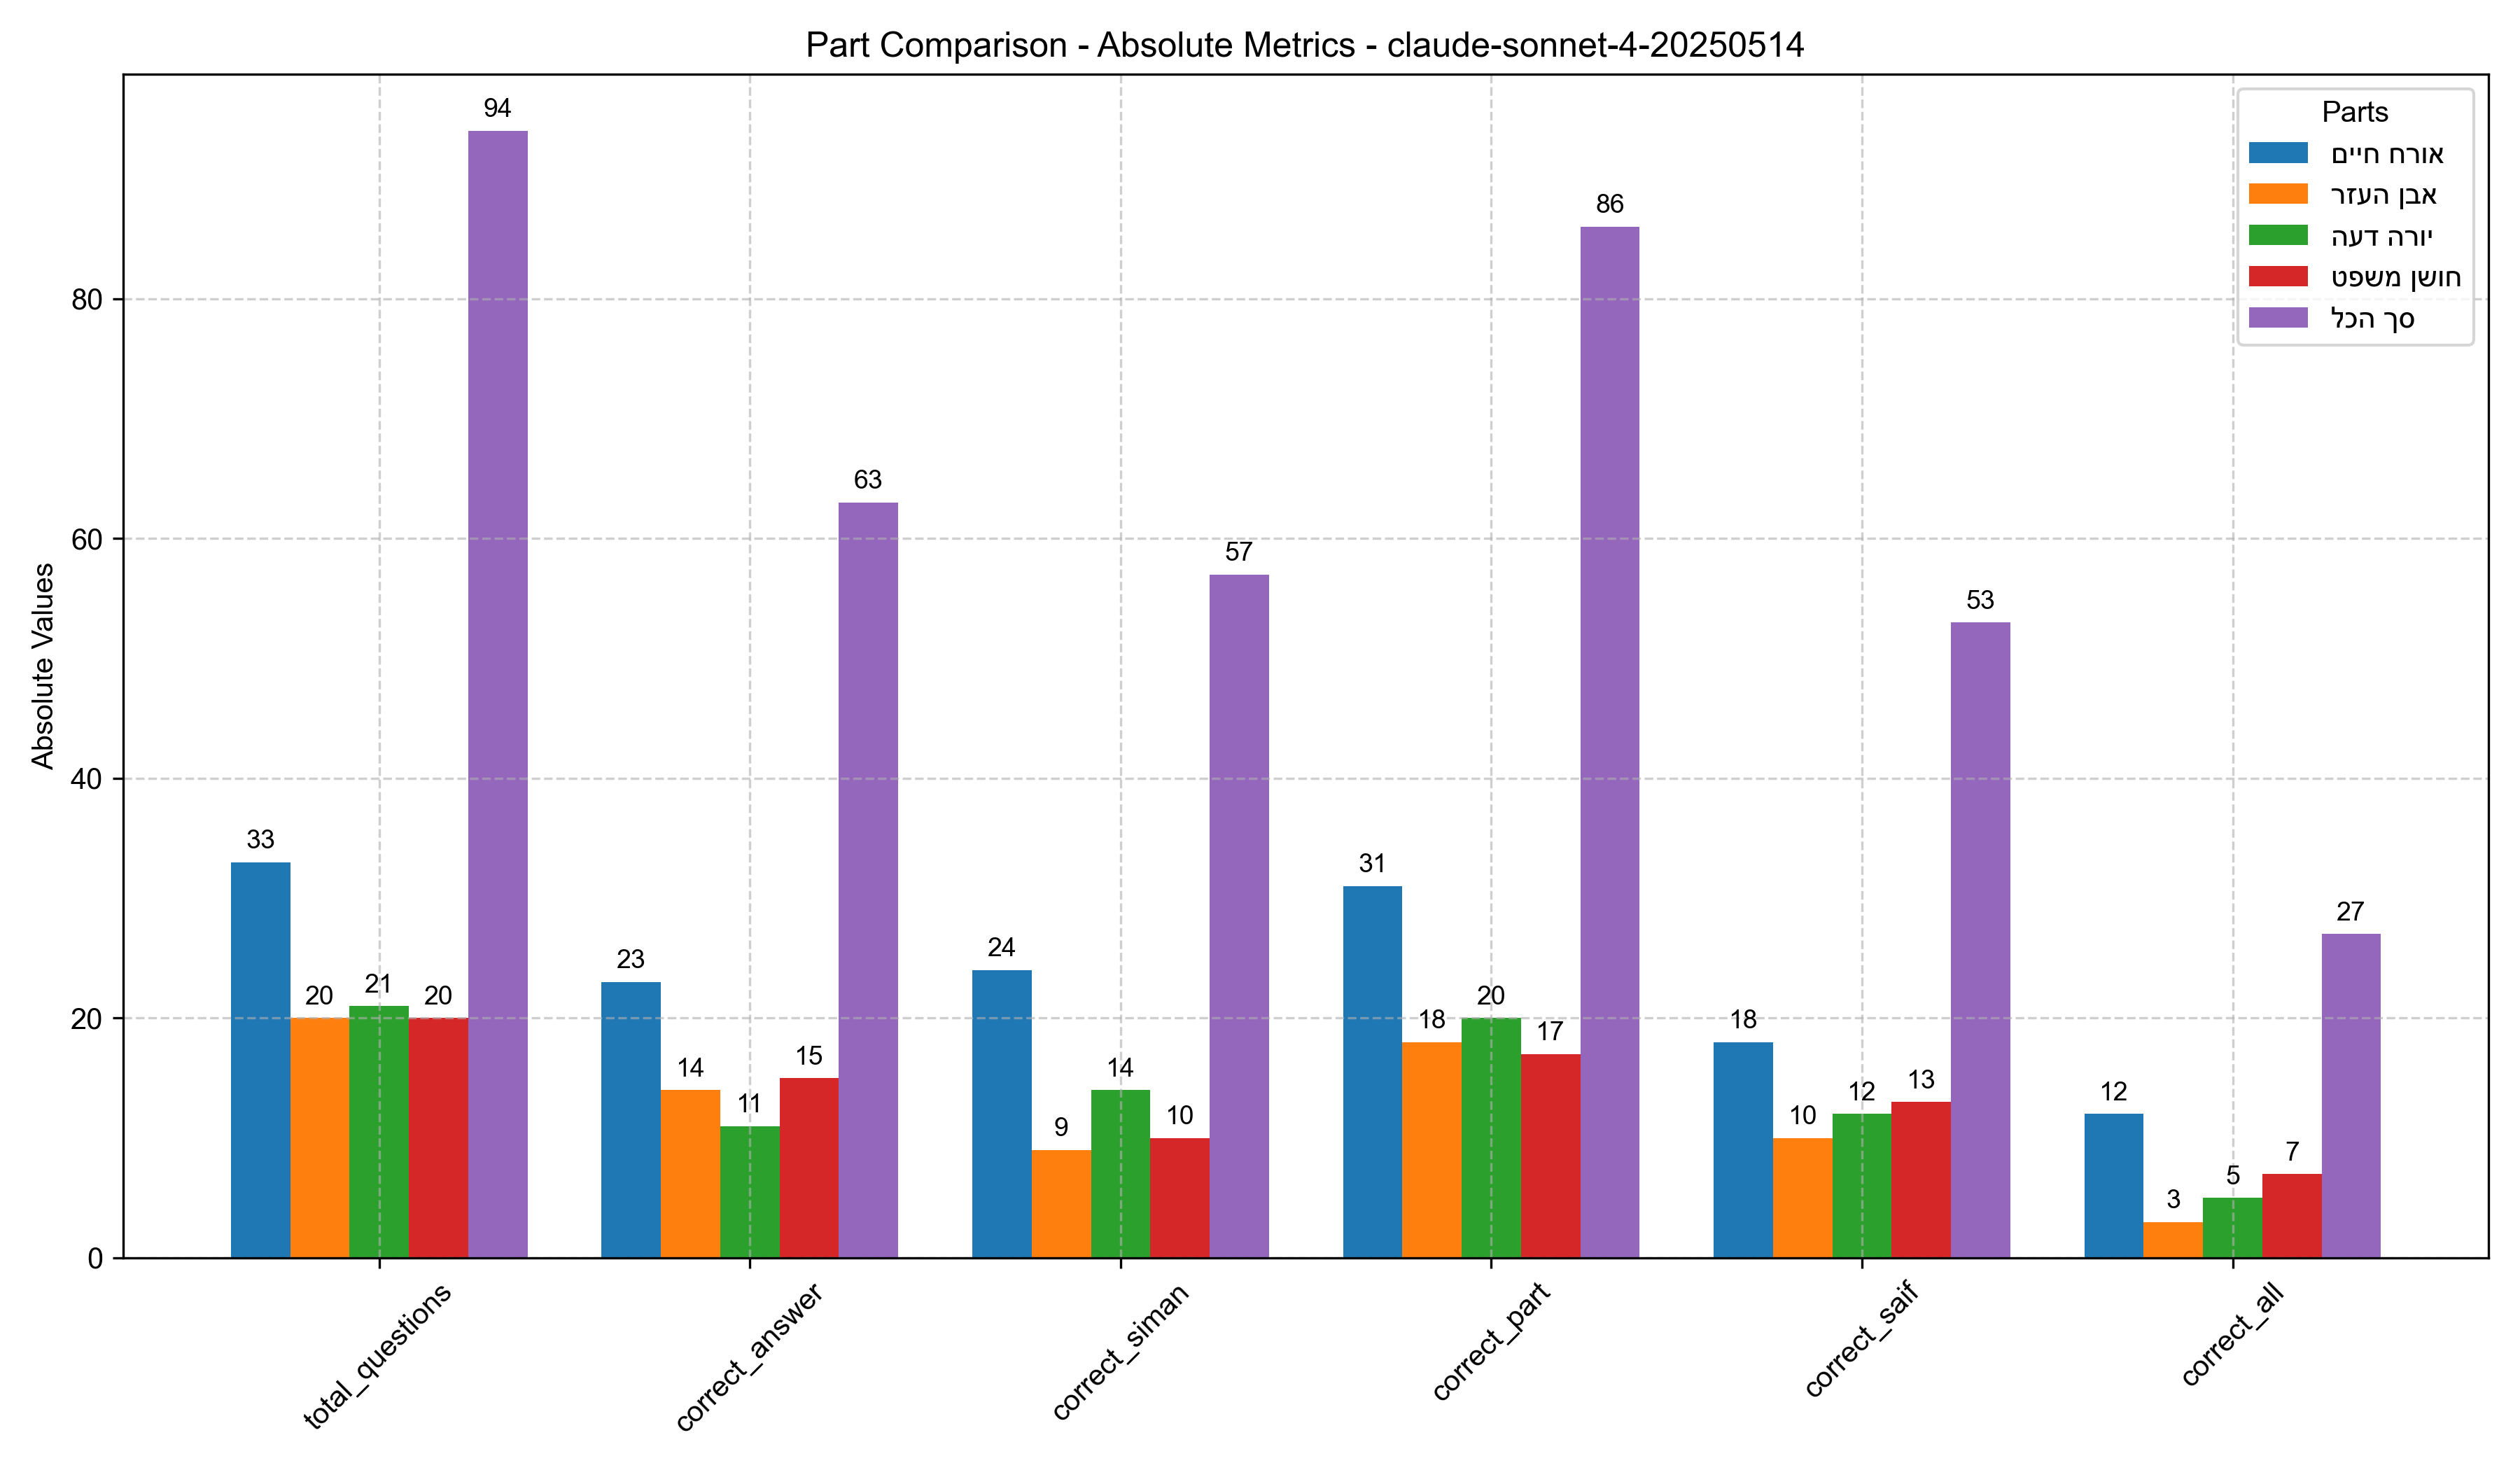 Part Comparison - Absolute Metrics - claude-sonnet-4-20250514
Absolute Values
80
60
40
20
0
94
33
20
21
20
63
23
14
11
15
57
24
9
14
10
86
31
18
20
17
53
18
10
12
13
27
12
3
5
7
total_questions
correct_answer
correct_siman
correct_part
correct_saif
correct_all
Parts
אורח חיים
אבן העזר
יורה דעה
חושן משפט
סך הכל